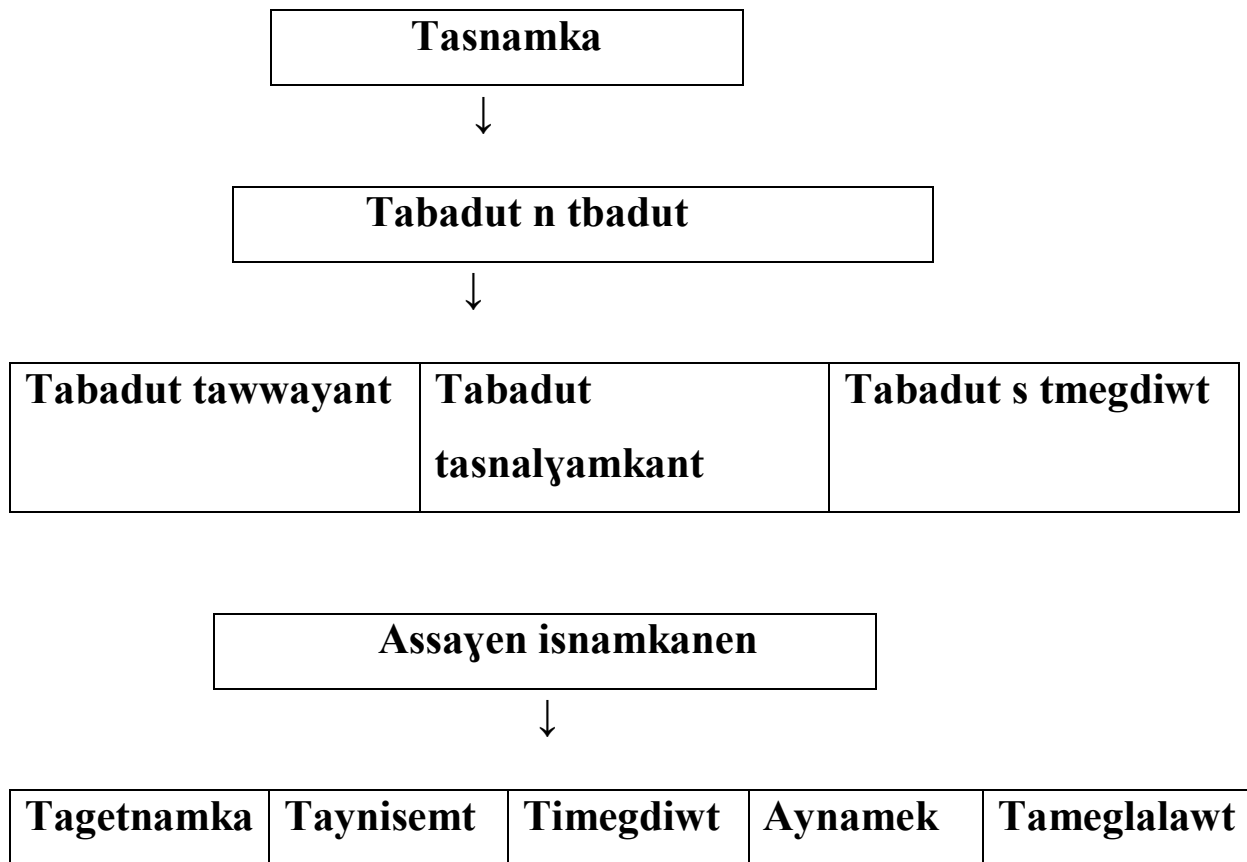 Tasnamka
↓
Tabadut n tbadut
↓
Tabadut tawwayant Tabadut Tabadut s tmegdiwt
tasnalɣamkant
Assaɣen isnamkanen
↓
Tagetnamka Taynisemt Timegdiwt Aynamek Tameglalawt